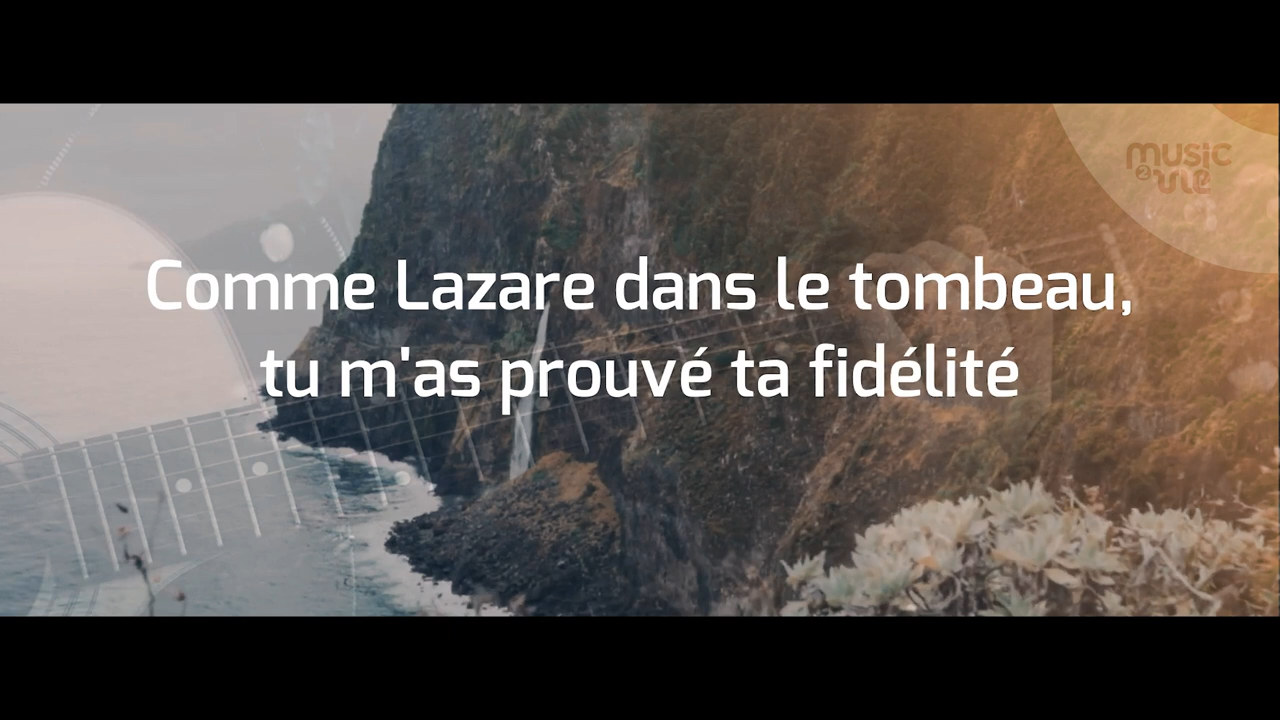 music
2 vie
Comme Lazare dans le tombeau,
tu m'as prouvé ta fidélité